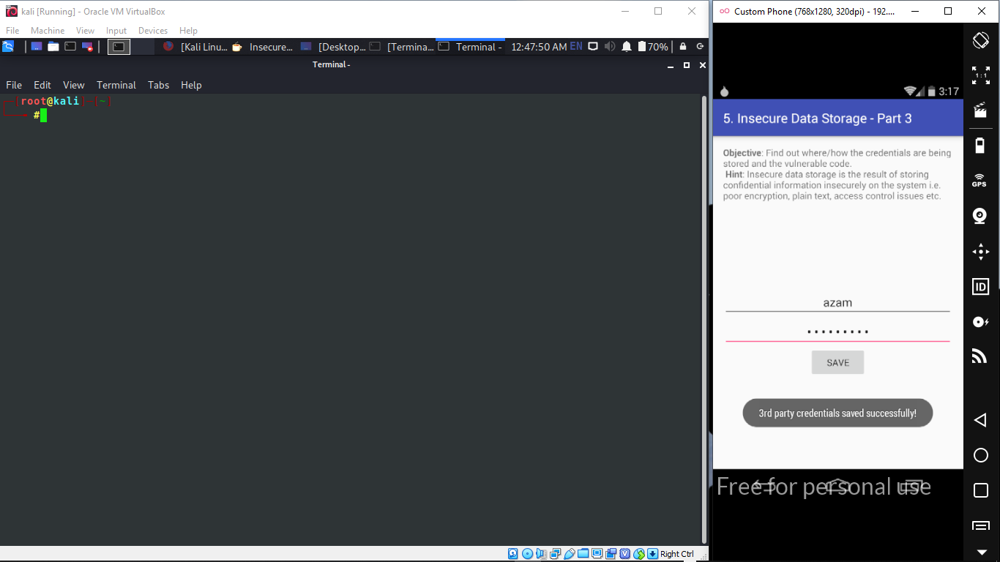 kali [Running] - Oracle VM VirtualBox
File Machine View Input Devices Help
[Kali Linu... Insecure... [Desktop... [Termina... Terminal - 12:47:50 AM EN 70%
Terminal -
File Edit View Terminal Tabs Help
[root@kali]-[~]
#
Right Ctrl
Custom Phone (768x1280, 320dpi) - 192....
3:17
5. Insecure Data Storage - Part 3
Objective: Find out where/how the credentials are being
stored and the vulnerable code.
Hint: Insecure data storage is the result of storing
confidential information insecurely on the system i.e.
poor encryption, plain text, access control issues etc.
azam
•••••••••
SAVE
3rd party credentials saved successfully!
Free for personal use
1:1
GPS
ID